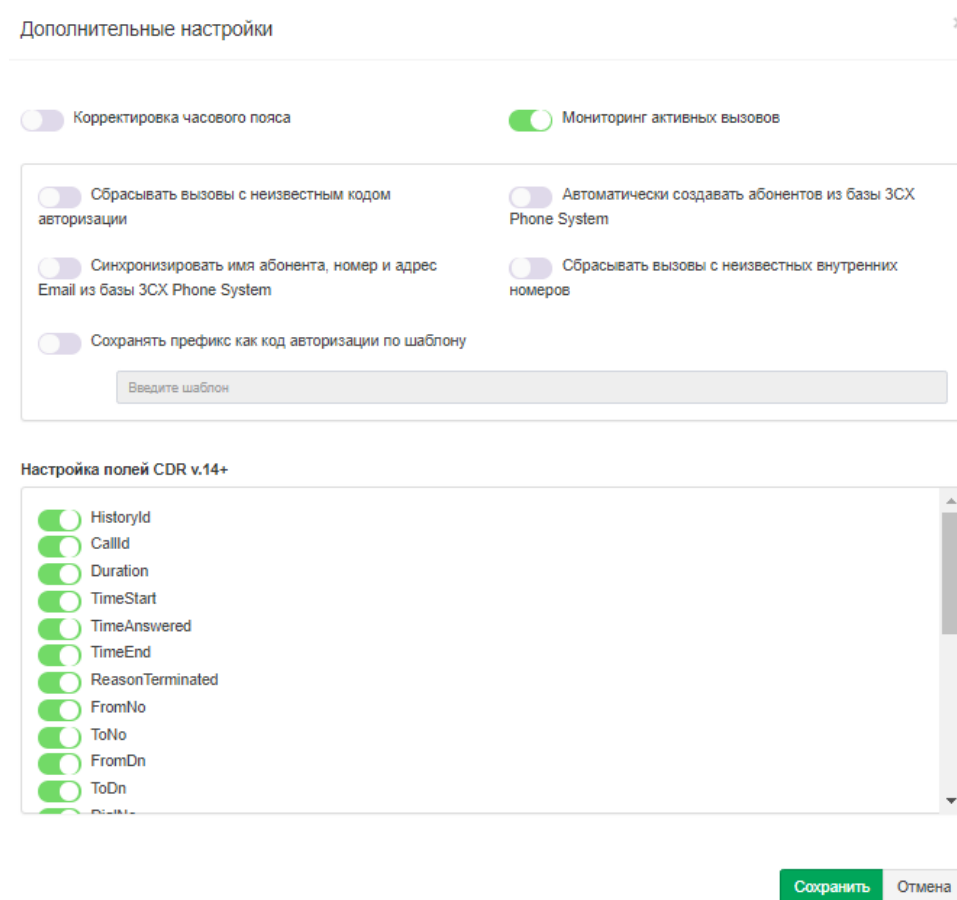 Дополнительные настройки
Корректировка часового пояса
Мониторинг активных вызовов
Сбрасывать вызовы с неизвестным кодом
авторизации
Автоматически создавать абонентов из базы 3CX
Phone System
Синхронизировать имя абонента, номер и адрес
Email из базы 3CX Phone System
Сбрасывать вызовы с неизвестных внутренних
номеров
Сохранять префикс как код авторизации по шаблону
Введите шаблон
Настройка полей CDR v.14+
HistoryId
CallId
Duration
TimeStart
TimeAnswered
TimeEnd
ReasonTerminated
FromNo
ToNo
FromDn
ToDn
Сохранить
Отмена